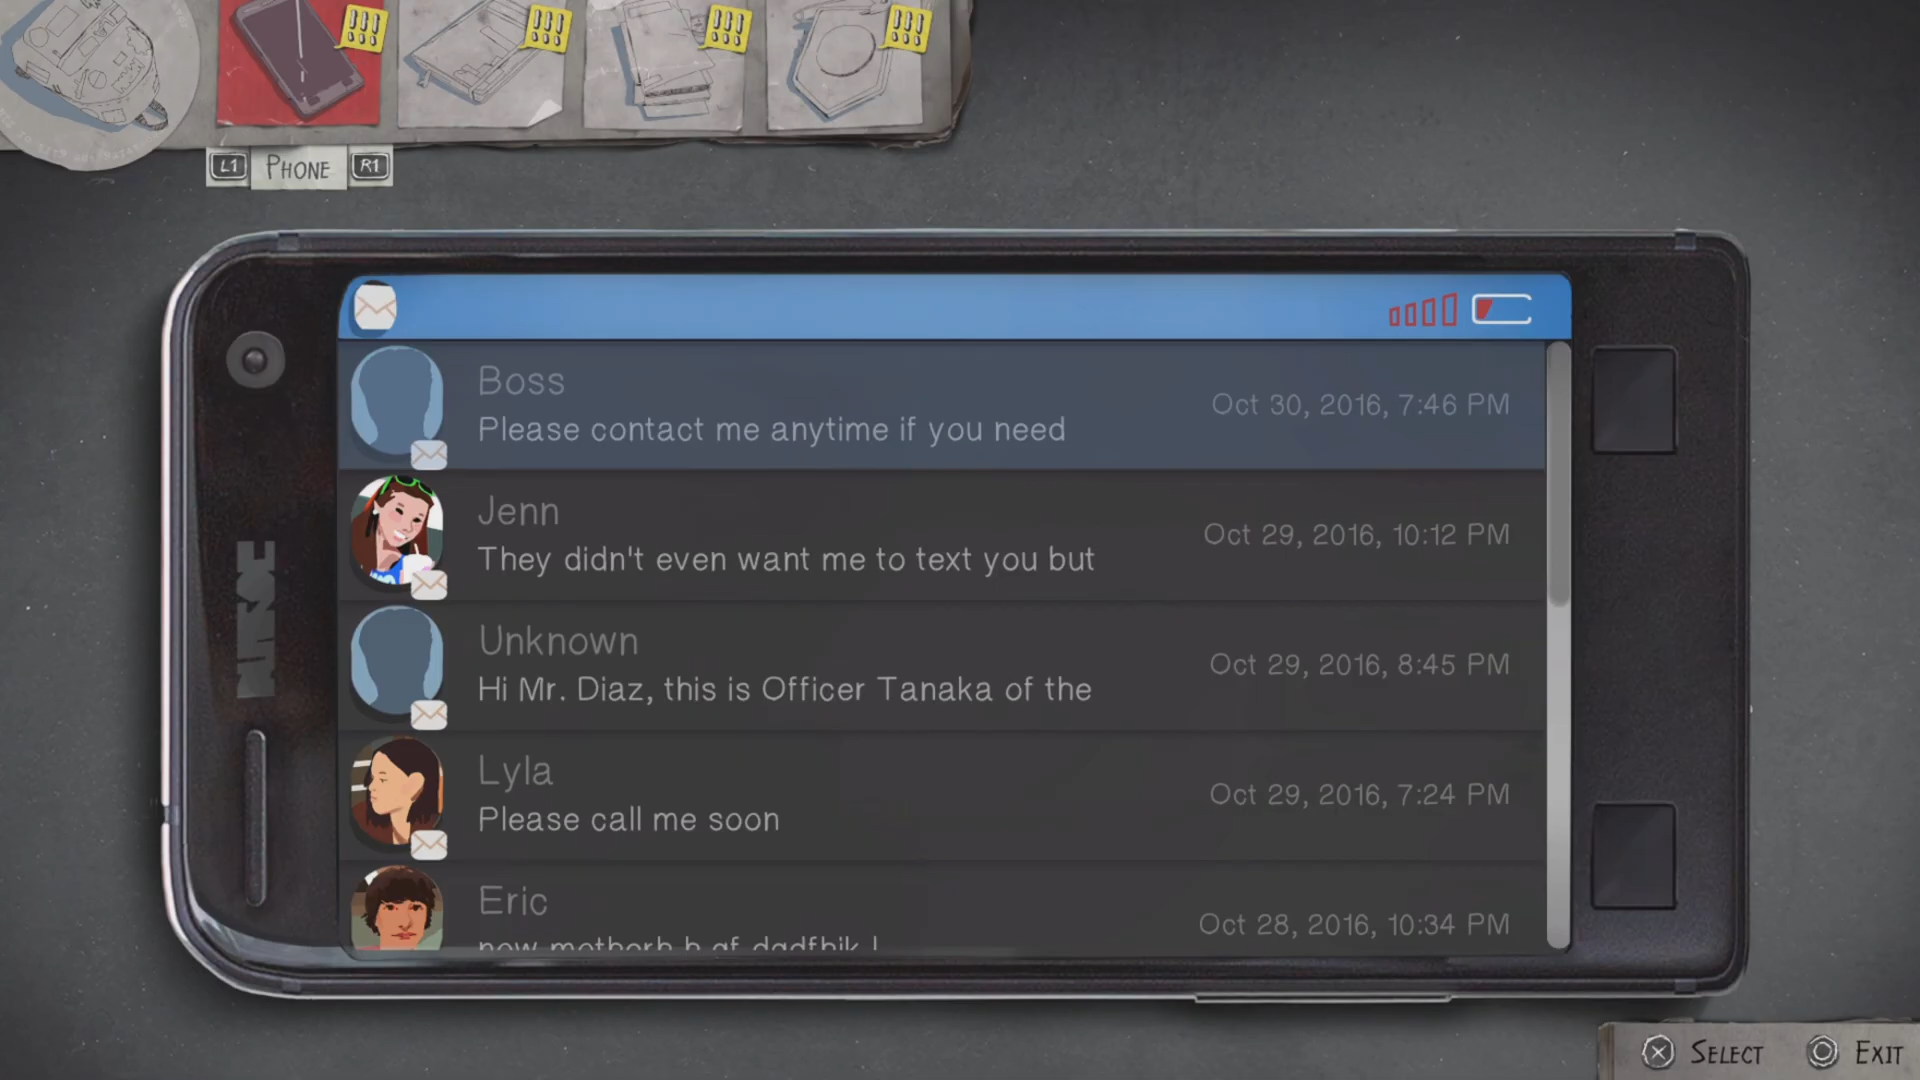 L1 PHONE R1
Boss
Oct 30, 2016, 7:46 PM
Please contact me anytime if you need
Jenn
Oct 29, 2016, 10:12 PM
They didn't even want me to text you but
Unknown
Oct 29, 2016, 8:45 PM
Hi Mr. Diaz, this is Officer Tanaka of the
Lyla
Oct 29, 2016, 7:24 PM
Please call me soon
Eric
Oct 28, 2016, 10:34 PM
SELECT EXIT